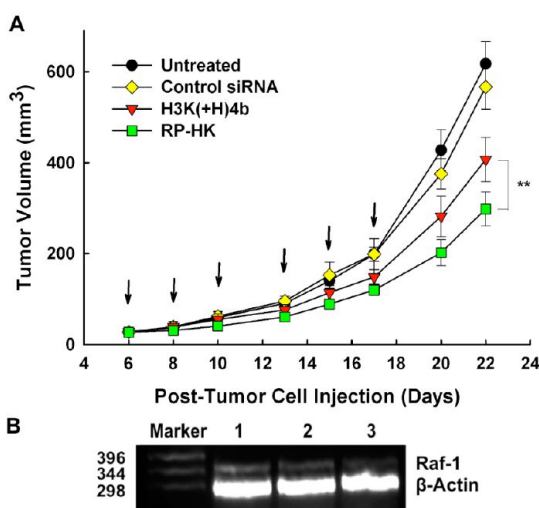 A
Untreated
Control siRNA
H3K(+H)4b
RP-HK
Tumor Volume (mm³)
600
400
200
0
**
4 6 8 10 12 14 16 18 20 22 24
Post-Tumor Cell Injection (Days)
B
Marker 1 2 3
396
344
298
Raf-1
β-Actin